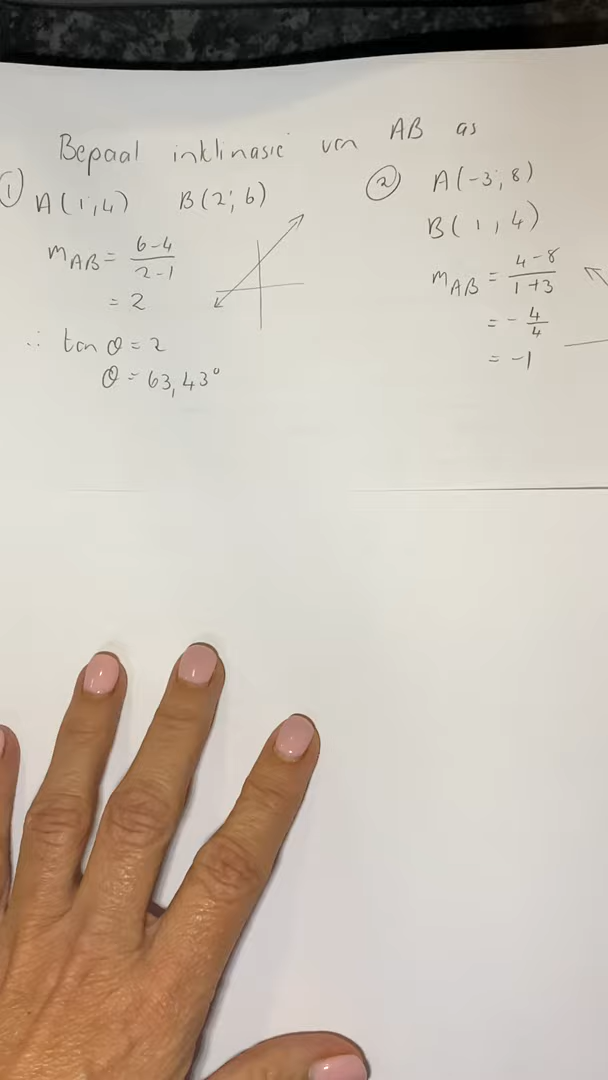 Bepaal inklinasie van AB as
① A(1;4) B(2;6)
m_AB = (6-4)/(2-1)
= 2
∴ tan θ = 2
θ = 63,43°
② A(-3;8)
B(1,4)
m_AB = (4-8)/(1+3)
= -4/4
= -1